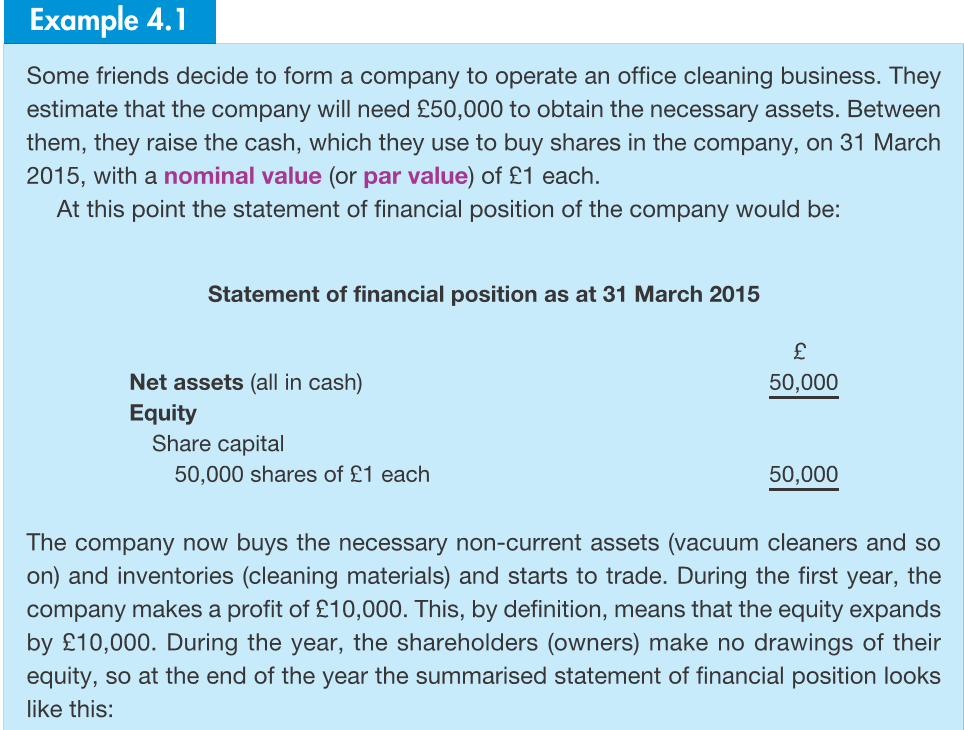 Example 4.1
Some friends decide to form a company to operate an office cleaning business. They
estimate that the company will need £50,000 to obtain the necessary assets. Between
them, they raise the cash, which they use to buy shares in the company, on 31 March
2015, with a nominal value (or par value) of £1 each.
At this point the statement of financial position of the company would be:
Statement of financial position as at 31 March 2015
£
Net assets (all in cash) 50,000
Equity
Share capital
50,000 shares of £1 each 50,000
The company now buys the necessary non-current assets (vacuum cleaners and so
on) and inventories (cleaning materials) and starts to trade. During the first year, the
company makes a profit of £10,000. This, by definition, means that the equity expands
by £10,000. During the year, the shareholders (owners) make no drawings of their
equity, so at the end of the year the summarised statement of financial position looks
like this: